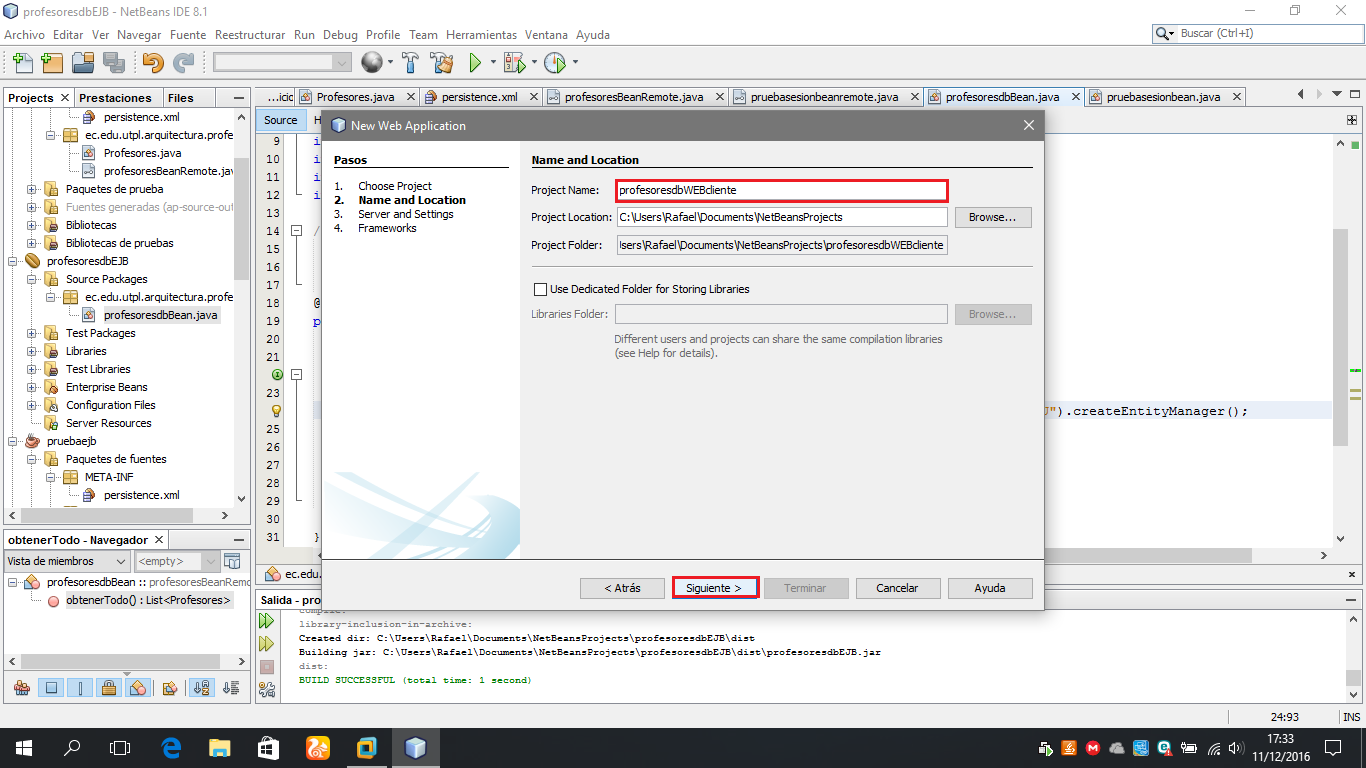 profesoresdbEJB - NetBeans IDE 8.1
Archivo Editar Ver Navegar Fuente Reestructurar Run Debug Profile Team Herramientas Ventana Ayuda
Buscar (Ctrl+I)
Projects Prestaciones Files
...icio Profesores.java persistence.xml profesoresBeanRemote.java pruebasesionbeanremote.java profesoresdbBean.java pruebasesionbean.java
Source
persistence.xml
ec.edu.utpl.arquitectura.profe
Profesores.java
profesoresBeanRemote.jav
Paquetes de prueba
Fuentes generadas (ap-source-out
Bibliotecas
Bibliotecas de pruebas
profesoresdbEJB
Source Packages
ec.edu.utpl.arquitectura.profe
profesoresdbBean.java
Test Packages
Libraries
Test Libraries
Enterprise Beans
Configuration Files
Server Resources
pruebaejb
Paquetes de fuentes
META-INF
persistence.xml
9 i
10 i
11 i
12 i
13
14 /
15
16
17
18 @
19 p
20
21
23
25
26
27
28
29
30
31 }
").createEntityManager();
New Web Application
Pasos
1. Choose Project
2. Name and Location
3. Server and Settings
4. Frameworks
Name and Location
Project Name: profesoresdbWEBcliente
Project Location: C:\Users\Rafael\Documents\NetBeansProjects Browse...
Project Folder: Jsers\Rafael\Documents\NetBeansProjects\profesoresdbWEBcliente
Use Dedicated Folder for Storing Libraries
Libraries Folder: Browse...
Different users and projects can share the same compilation libraries
(see Help for details).
< Atrás Siguiente > Terminar Cancelar Ayuda
obtenerTodo - Navegador
Vista de miembros <empty>
profesoresdbBean :: profesoresBeanRemo
obtenerTodo() : List<Profesores>
ec.edu.
Salida - pro
compile:
library-inclusion-in-archive:
Created dir: C:\Users\Rafael\Documents\NetBeansProjects\profesoresdbEJB\dist
Building jar: C:\Users\Rafael\Documents\NetBeansProjects\profesoresdbEJB\dist\profesoresdbEJB.jar
dist:
BUILD SUCCESSFUL (total time: 1 second)
24:93 INS
17:33
11/12/2016